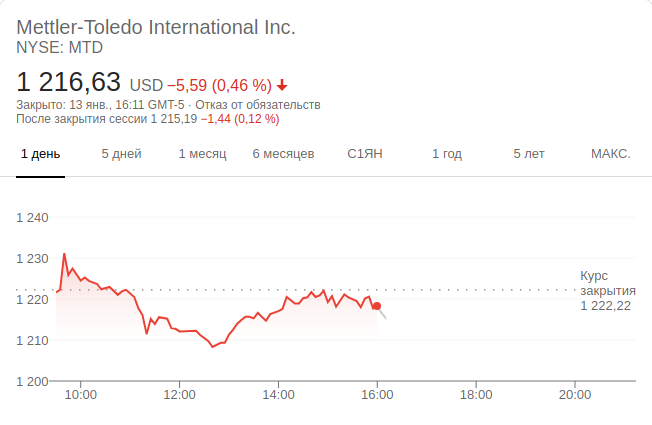 Mettler-Toledo International Inc.
NYSE: MTD
1 216,63 USD −5,59 (0,46 %)
Закрыто: 13 янв., 16:11 GMT-5 · Отказ от обязательств
После закрытия сессии 1 215,19 −1,44 (0,12 %)
1 день 5 дней 1 месяц 6 месяцев С1ЯН 1 год 5 лет МАКС.
1 240
1 230
1 220
1 210
1 200
Курс
закрытия
1 222,22
10:00 12:00 14:00 16:00 18:00 20:00